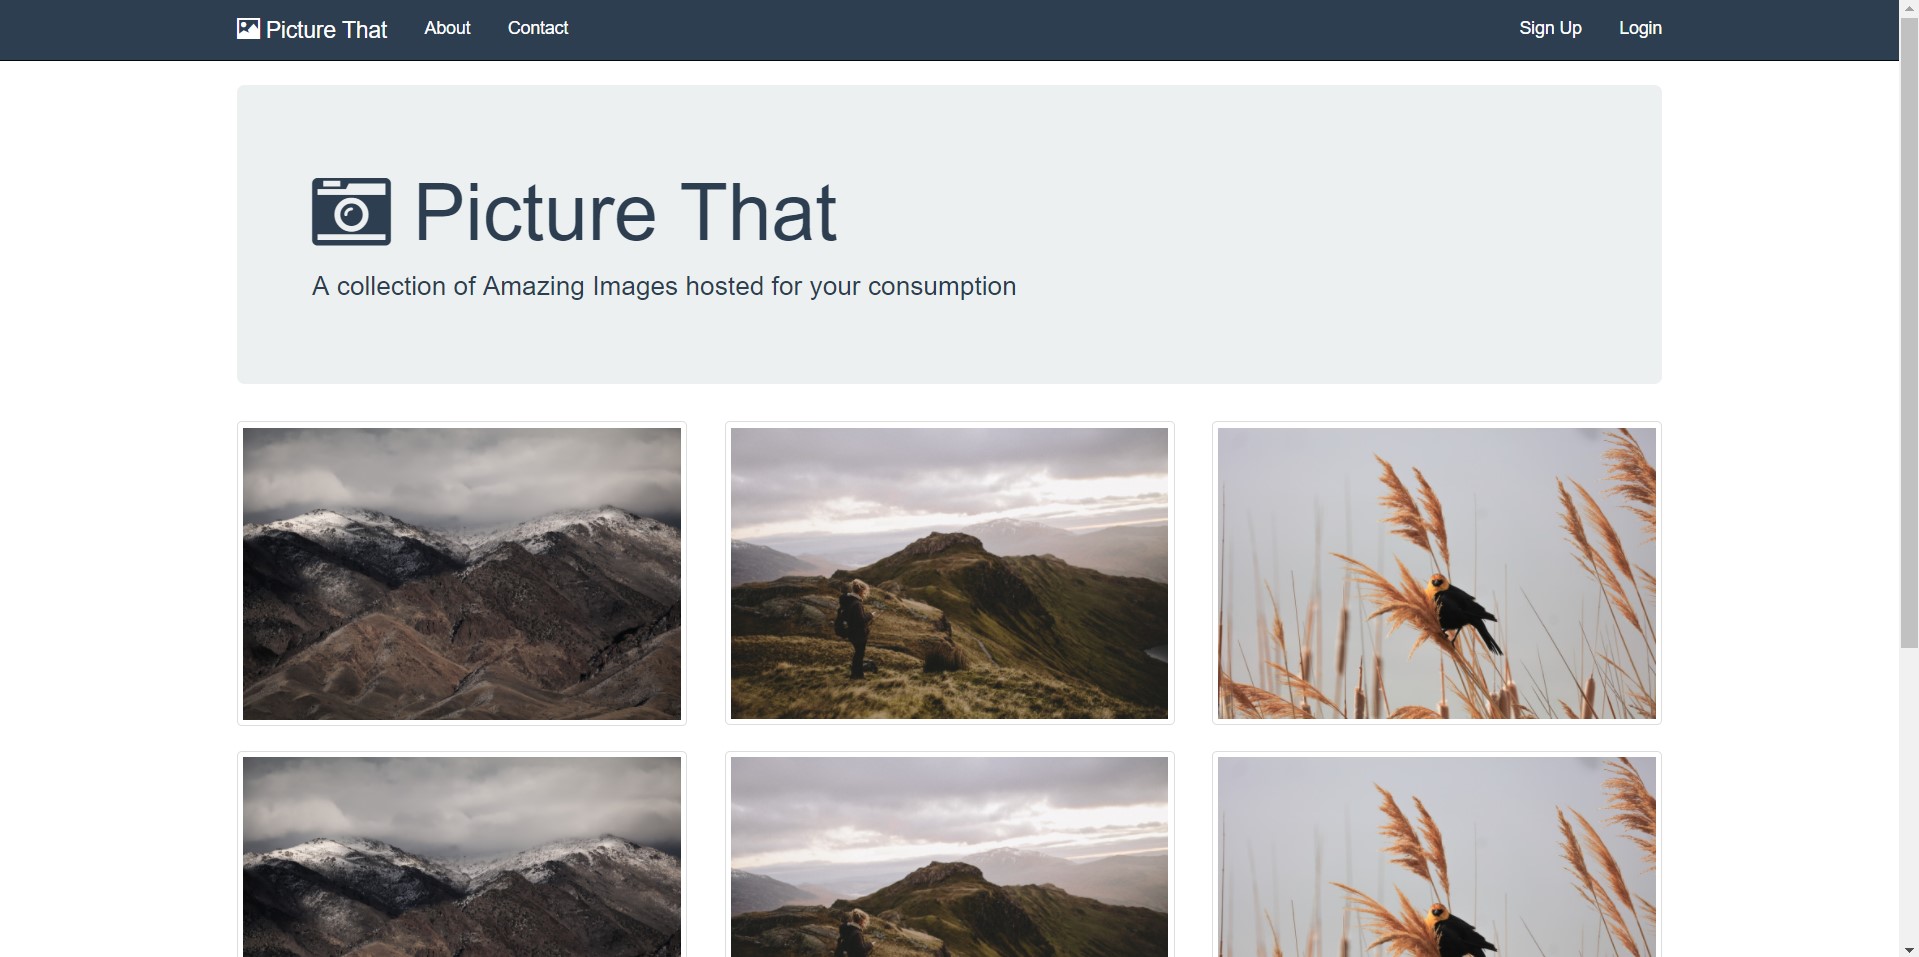 Picture That About Contact Sign Up Login
Picture That
A collection of Amazing Images hosted for your consumption